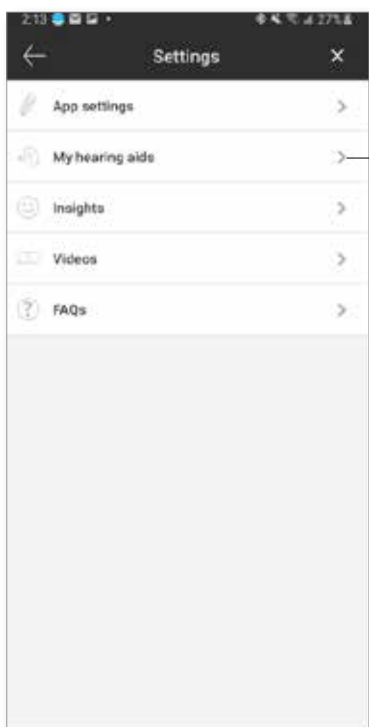 2:13
27%
Settings
App settings
My hearing aids
Insights
Videos
FAQs